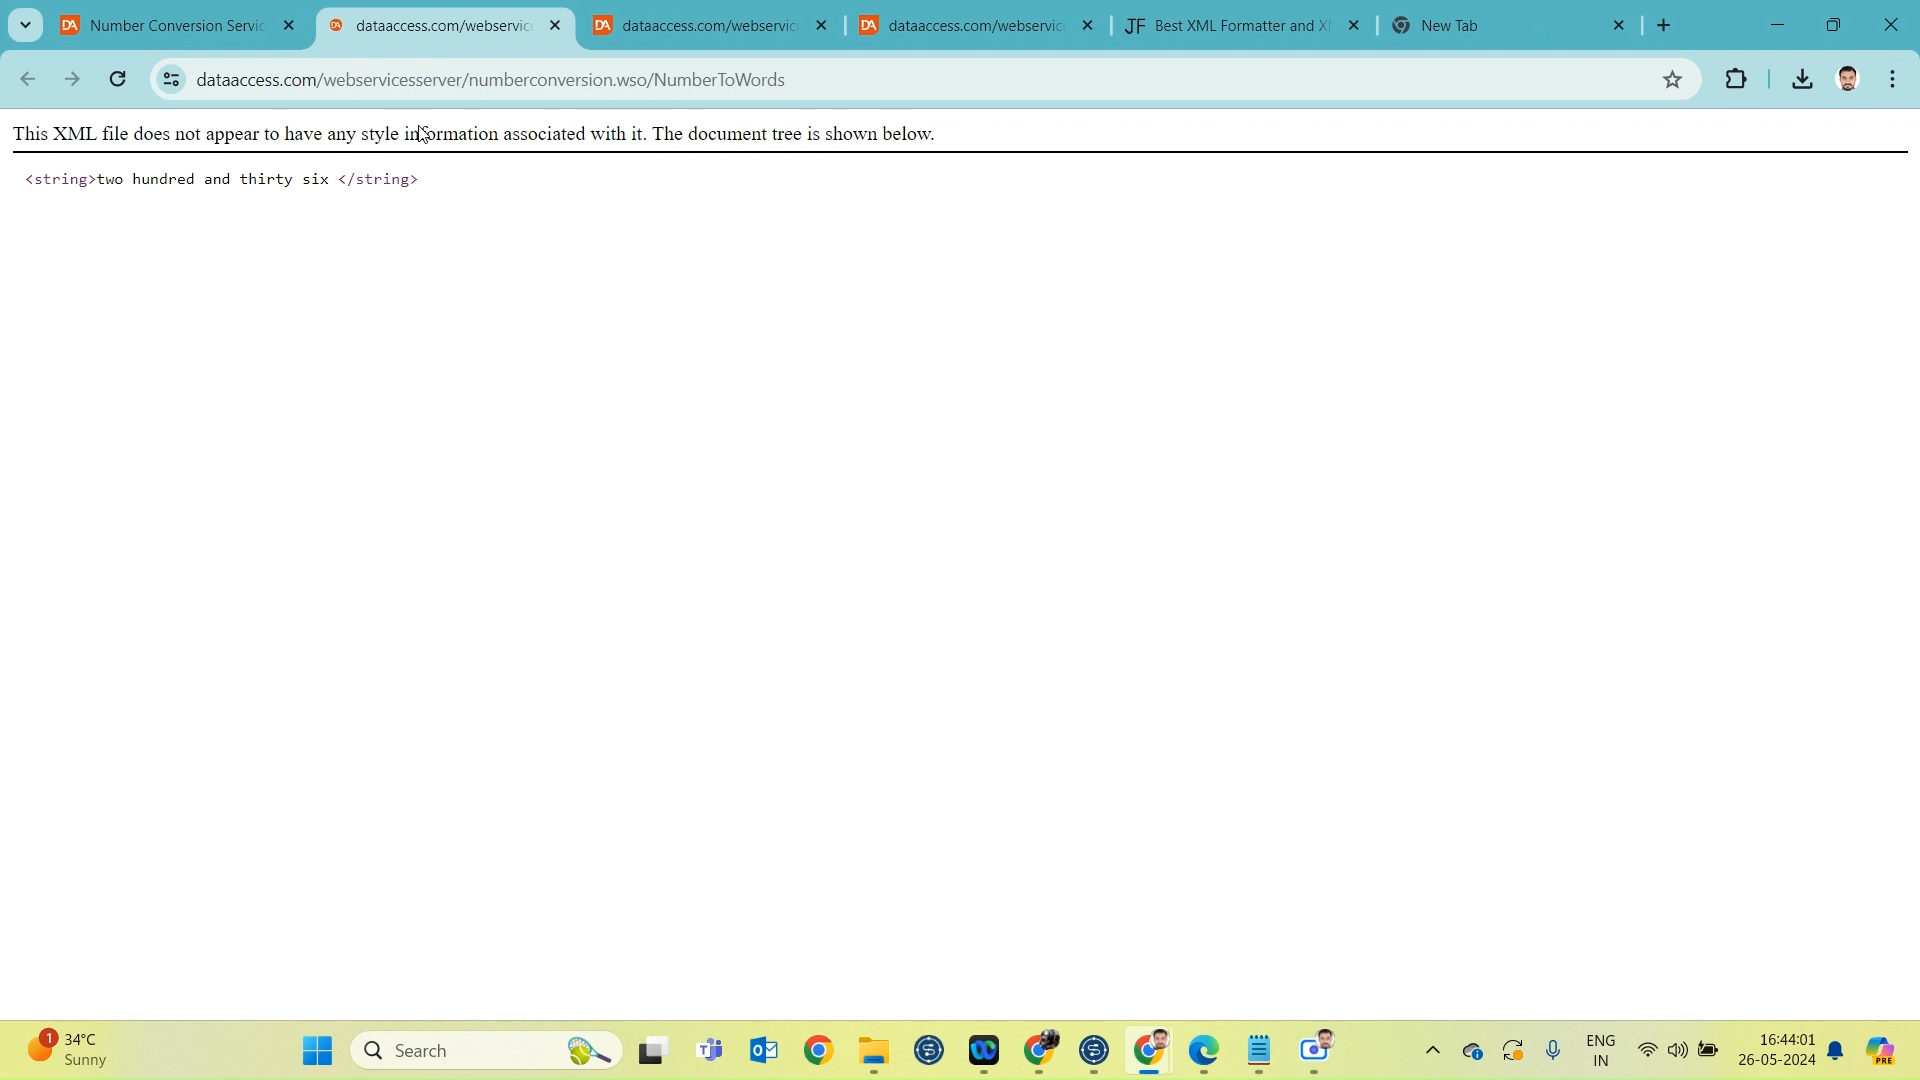 Number Conversion Servic
dataaccess.com/webservice
dataaccess.com/webservic
dataaccess.com/webservic
Best XML Formatter and X
New Tab
dataaccess.com/webservicesserver/numberconversion.wso/NumberToWords
This XML file does not appear to have any style information associated with it. The document tree is shown below.
<string>two hundred and thirty six </string>
1
34°C
Sunny
Search
ENG
IN
16:44:01
26-05-2024
PRE